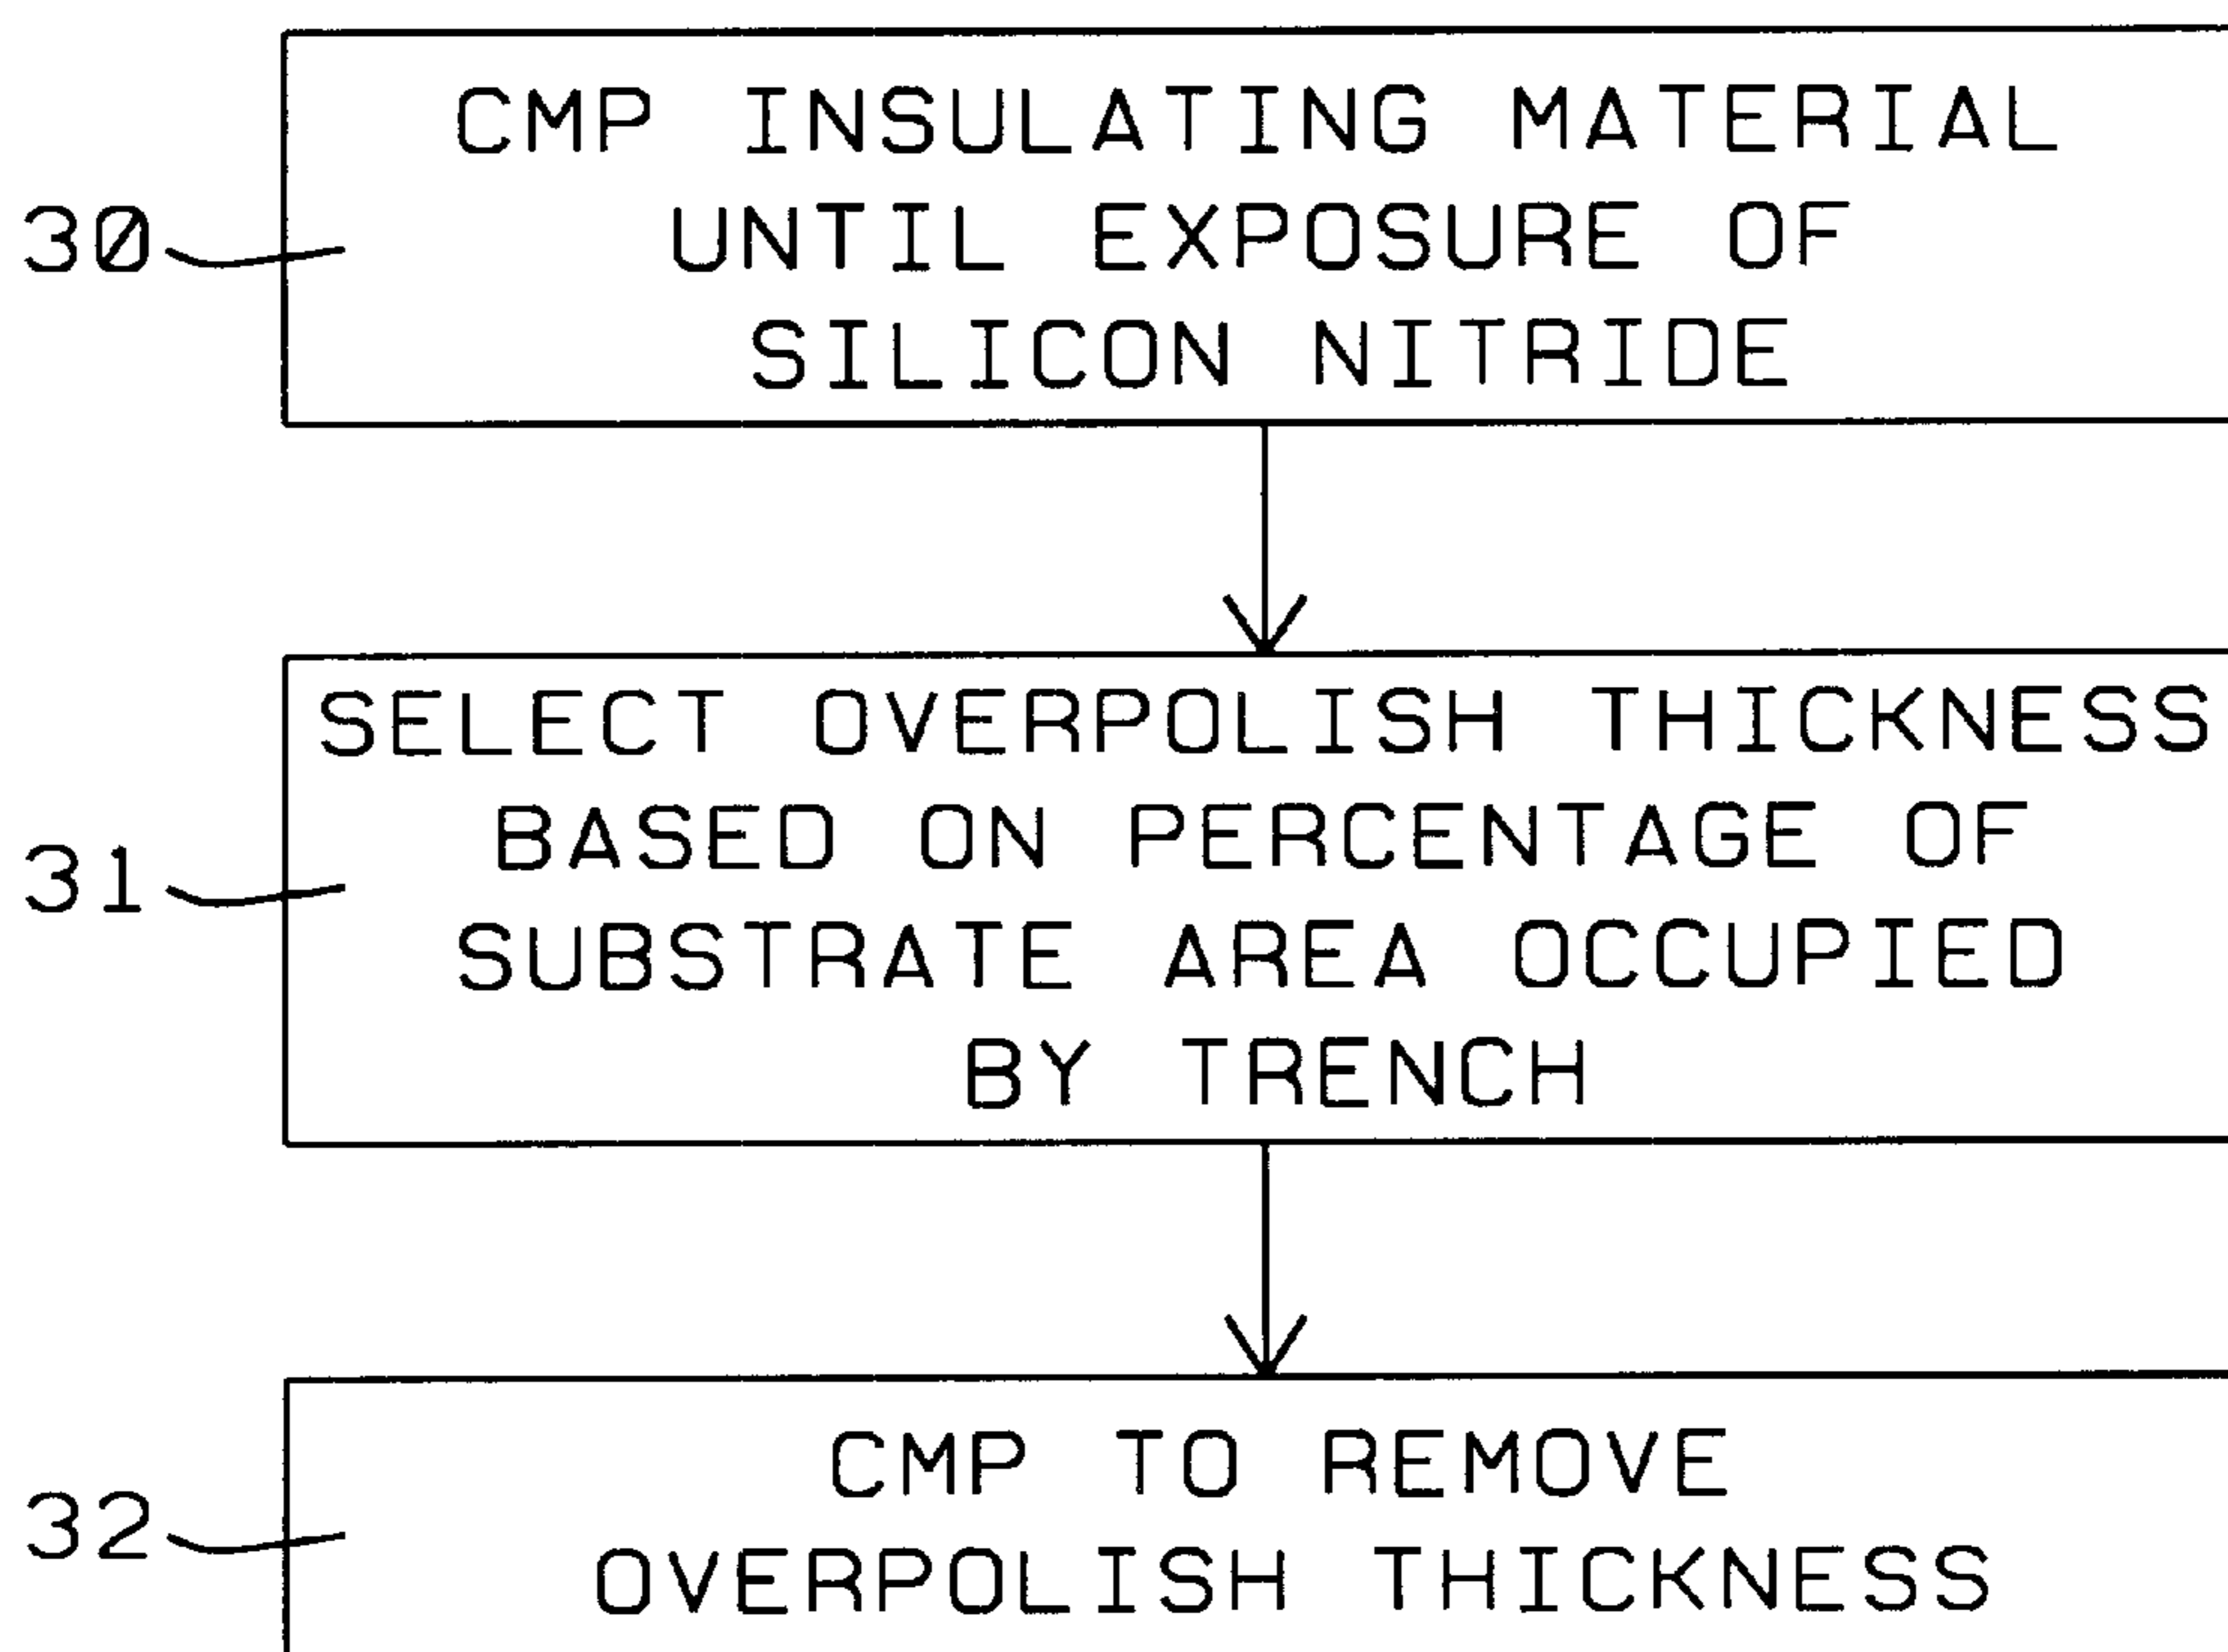 CMP INSULATING MATERIAL
UNTIL EXPOSURE OF
SILICON NITRIDE
30
SELECT OVERPOLISH THICKNESS
BASED ON PERCENTAGE OF
SUBSTRATE AREA OCCUPIED
BY TRENCH
31
CMP TO REMOVE
OVERPOLISH THICKNESS
32